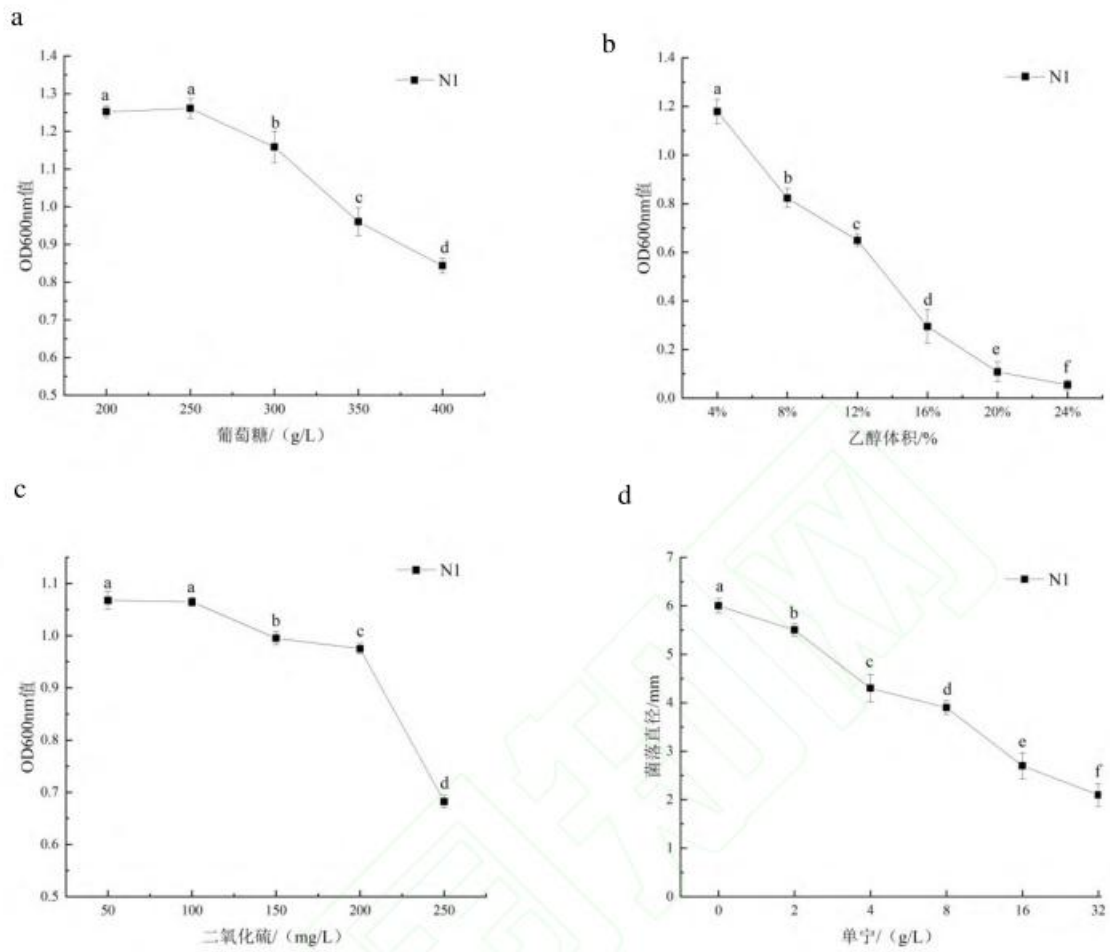 a
1.4
1.3
1.2
1.1
1.0
0.9
0.8
0.7
0.6
0.5
OD600nm值
N1
a
a
b
c
d
200 250 300 350 400
葡萄糖/（g/L）
b
1.4
1.2
1.0
0.8
0.6
0.4
0.2
0.0
OD600nm值
N1
a
b
c
d
e
f
4% 8% 12% 16% 20% 24%
乙醇体积/%
c
1.1
1.0
0.9
0.8
0.7
0.6
0.5
OD600nm值
N1
a
a
b
c
d
50 100 150 200 250
二氧化硫/（mg/L）
d
7
6
5
4
3
2
1
0
菌落直径/mm
N1
a
b
c
d
e
f
0 2 4 8 16 32
单宁/（g/L）